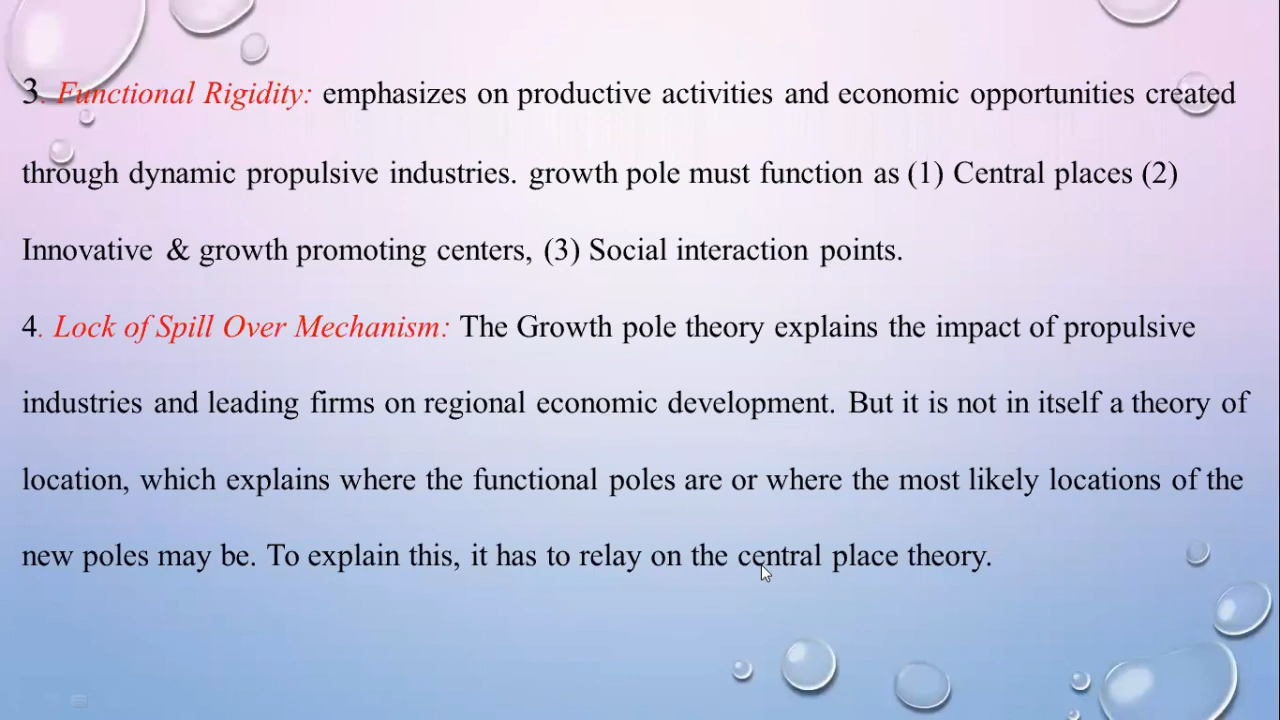 3. Functional Rigidity: emphasizes on productive activities and economic opportunities created
through dynamic propulsive industries. growth pole must function as (1) Central places (2)
Innovative & growth promoting centers, (3) Social interaction points.
4. Lock of Spill Over Mechanism: The Growth pole theory explains the impact of propulsive
industries and leading firms on regional economic development. But it is not in itself a theory of
location, which explains where the functional poles are or where the most likely locations of the
new poles may be. To explain this, it has to relay on the central place theory.